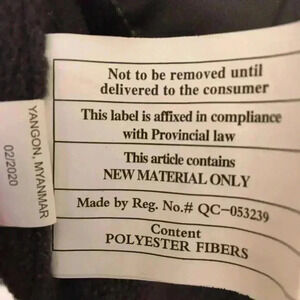 Not to be removed until
delivered to the consumer
This label is affixed in compliance
with Provincial law
This article contains
NEW MATERIAL ONLY
Made by Reg. No.# QC-053239
Content
POLYESTER FIBERS
YANGON, MYANMAR
02/2020